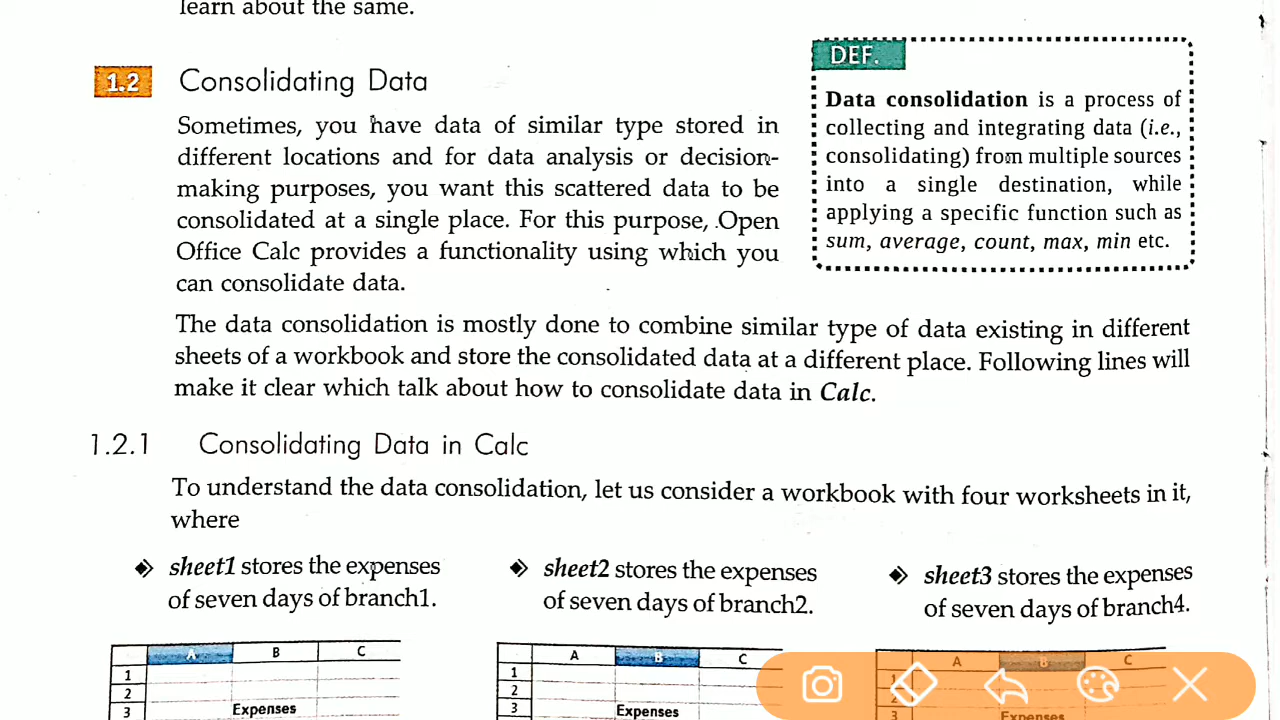 learn about the same.
1.2 Consolidating Data
Sometimes, you have data of similar type stored in
different locations and for data analysis or decision-
making purposes, you want this scattered data to be
consolidated at a single place. For this purpose, Open
Office Calc provides a functionality using which you
can consolidate data.
DEF.
Data consolidation is a process of
collecting and integrating data (i.e.,
consolidating) from multiple sources
into a single destination, while
applying a specific function such as
sum, average, count, max, min etc.
The data consolidation is mostly done to combine similar type of data existing in different
sheets of a workbook and store the consolidated data at a different place. Following lines will
make it clear which talk about how to consolidate data in Calc.
1.2.1 Consolidating Data in Calc
To understand the data consolidation, let us consider a workbook with four worksheets in it,
where
sheet1 stores the expenses
of seven days of branch1.
sheet2 stores the expenses
of seven days of branch2.
sheet3 stores the expenses
of seven days of branch4.
A B C
1
2
3 Expenses
A B C
1
2
3 Expenses
A B C
1
2
3 Expenses